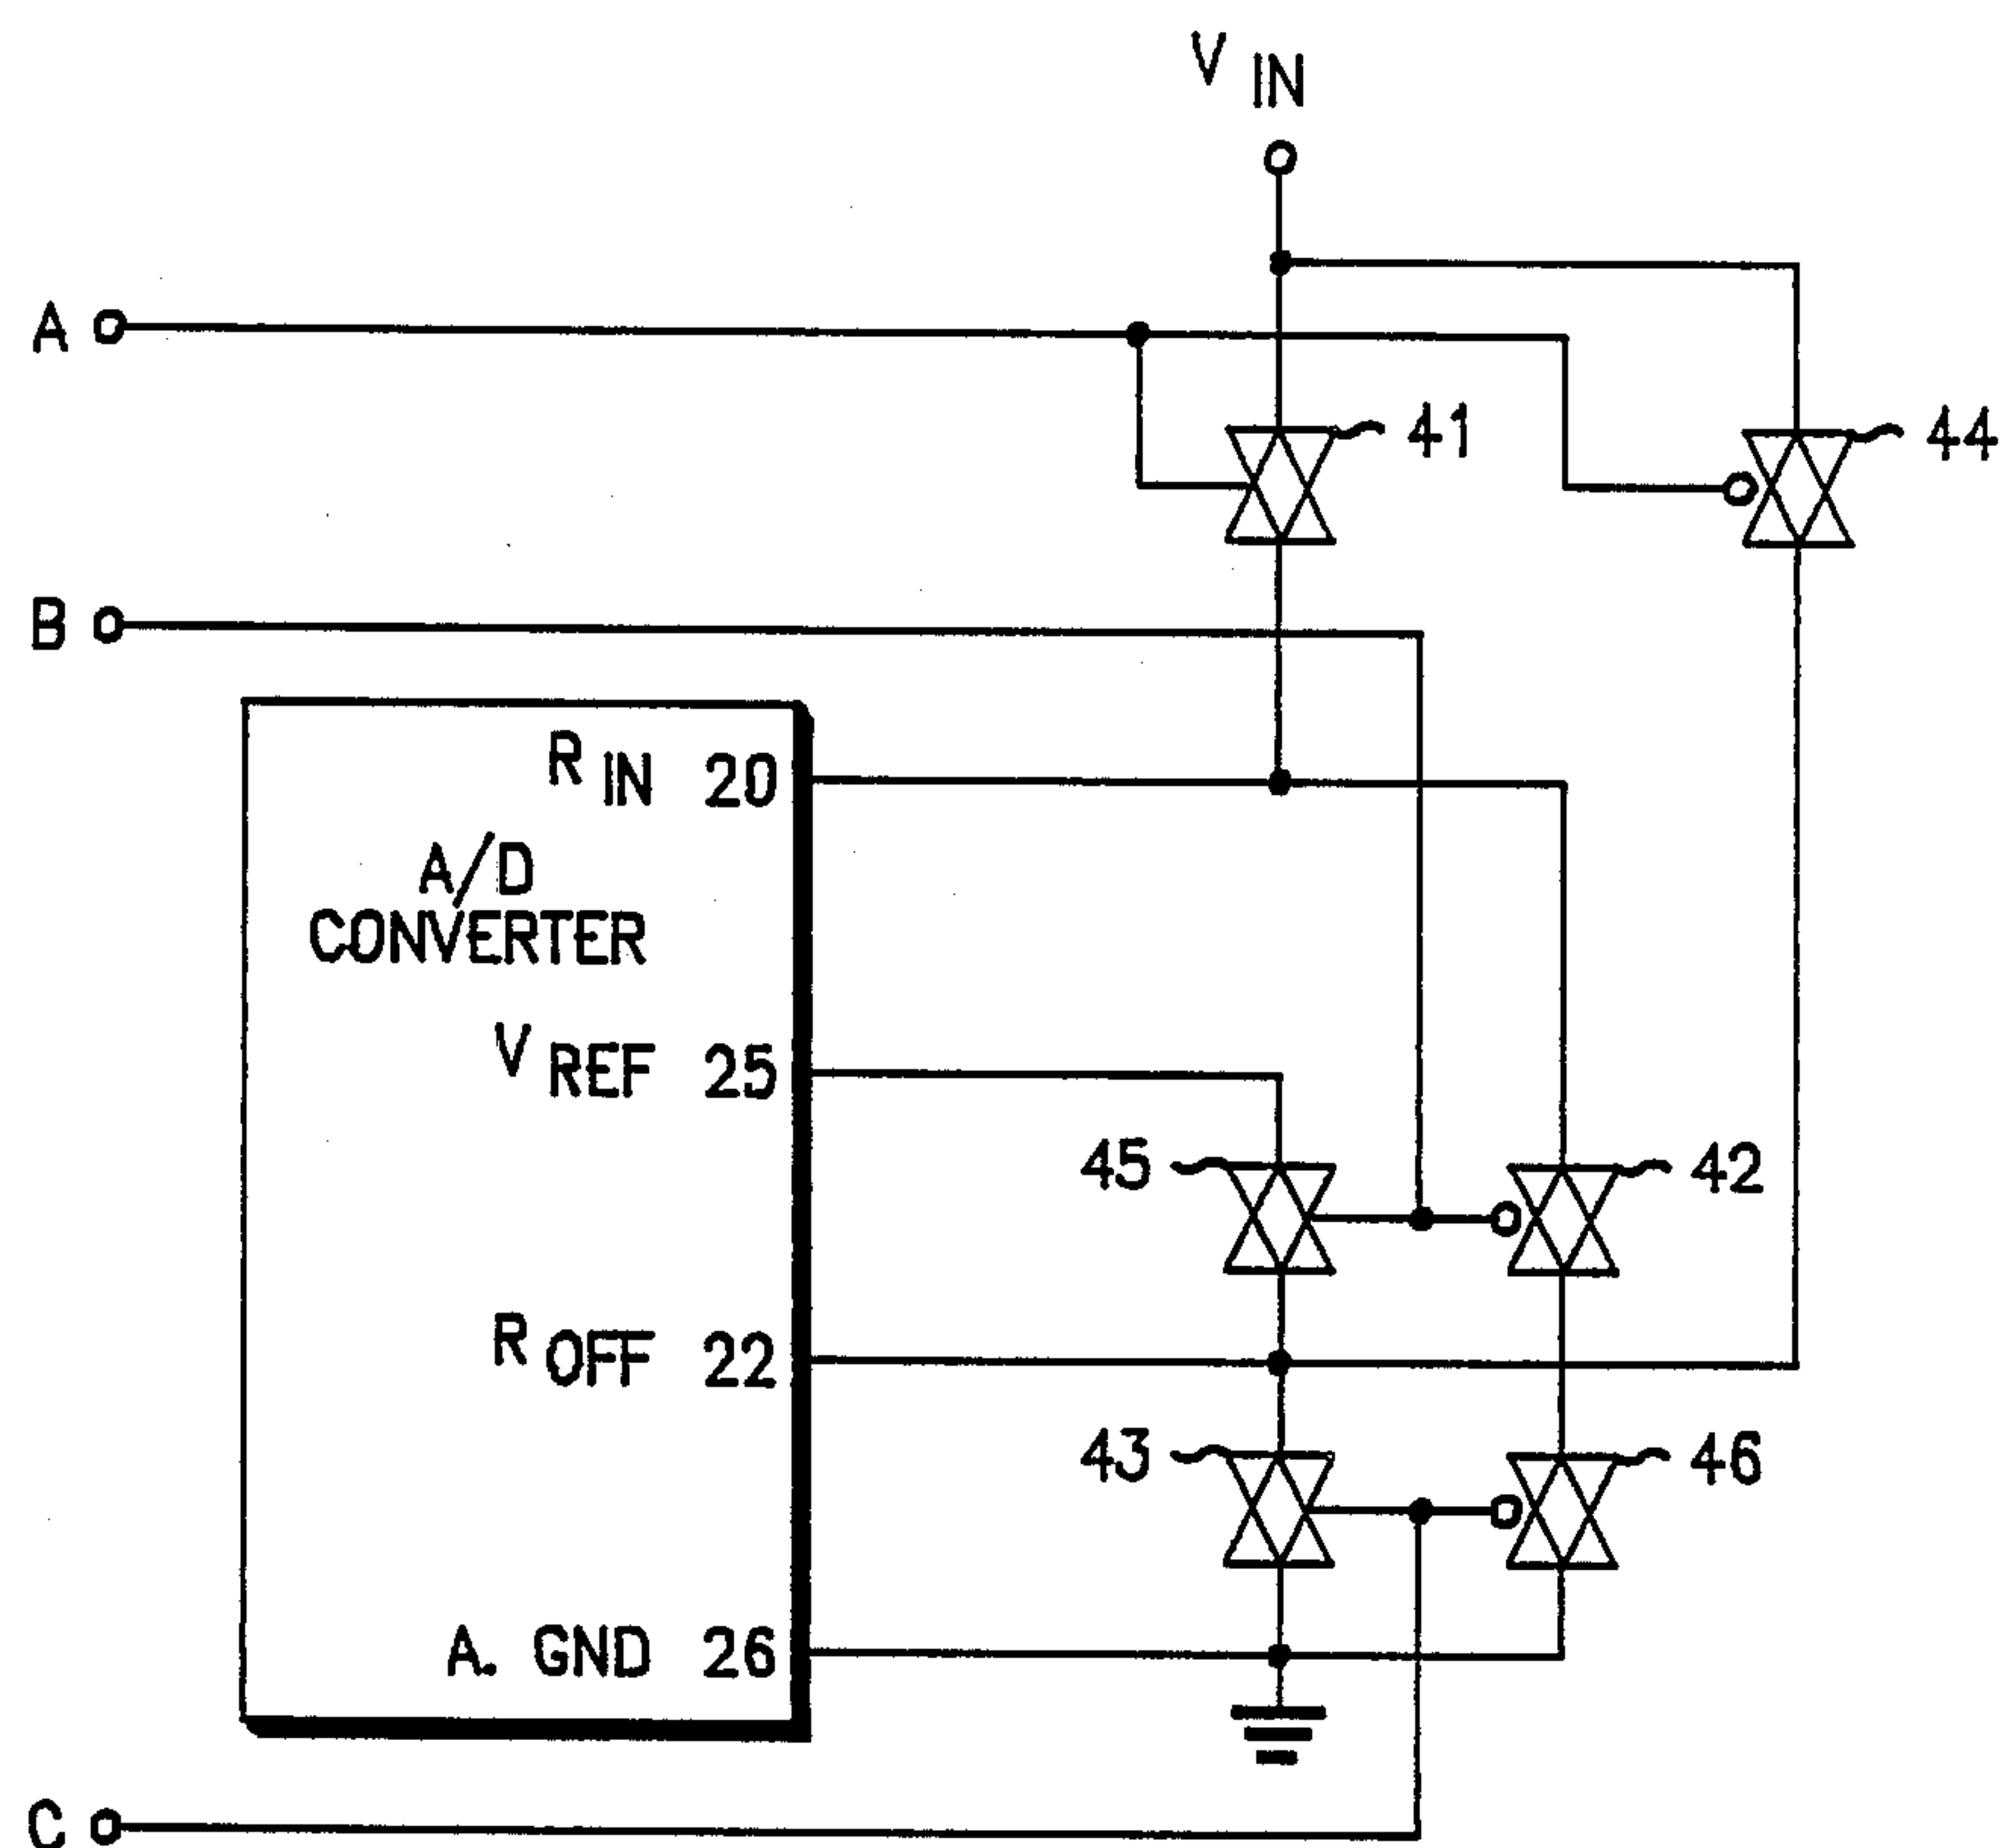 V IN
A
41
44
B
R IN 20
A/D
CONVERTER
V REF 25
45
42
R OFF 22
43
46
A. GND 26
C